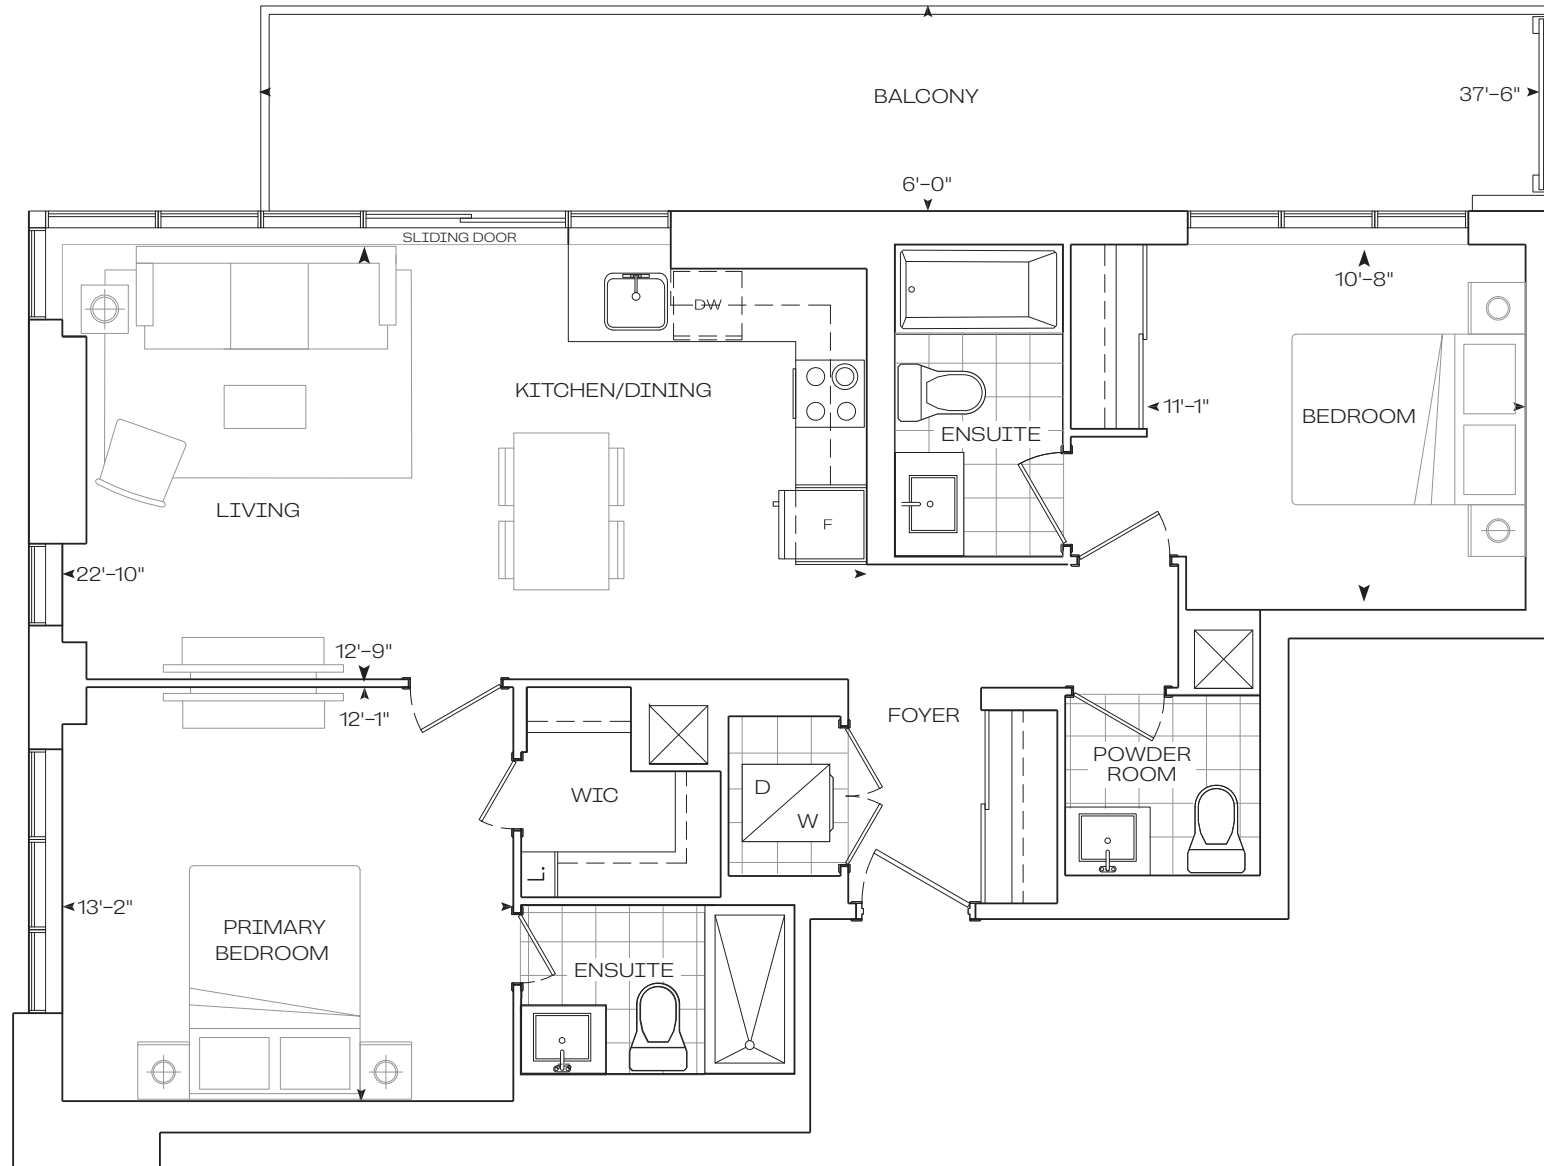 BALCONY
37'-6"
6'-0"
SLIDING DOOR
10'-8"
DW
KITCHEN/DINING
11'-1"
BEDROOM
ENSUITE
LIVING
F
22'-10"
12'-9"
12'-1"
FOYER
POWDER
ROOM
WIC
D
W
L.
13'-2"
PRIMARY
BEDROOM
ENSUITE